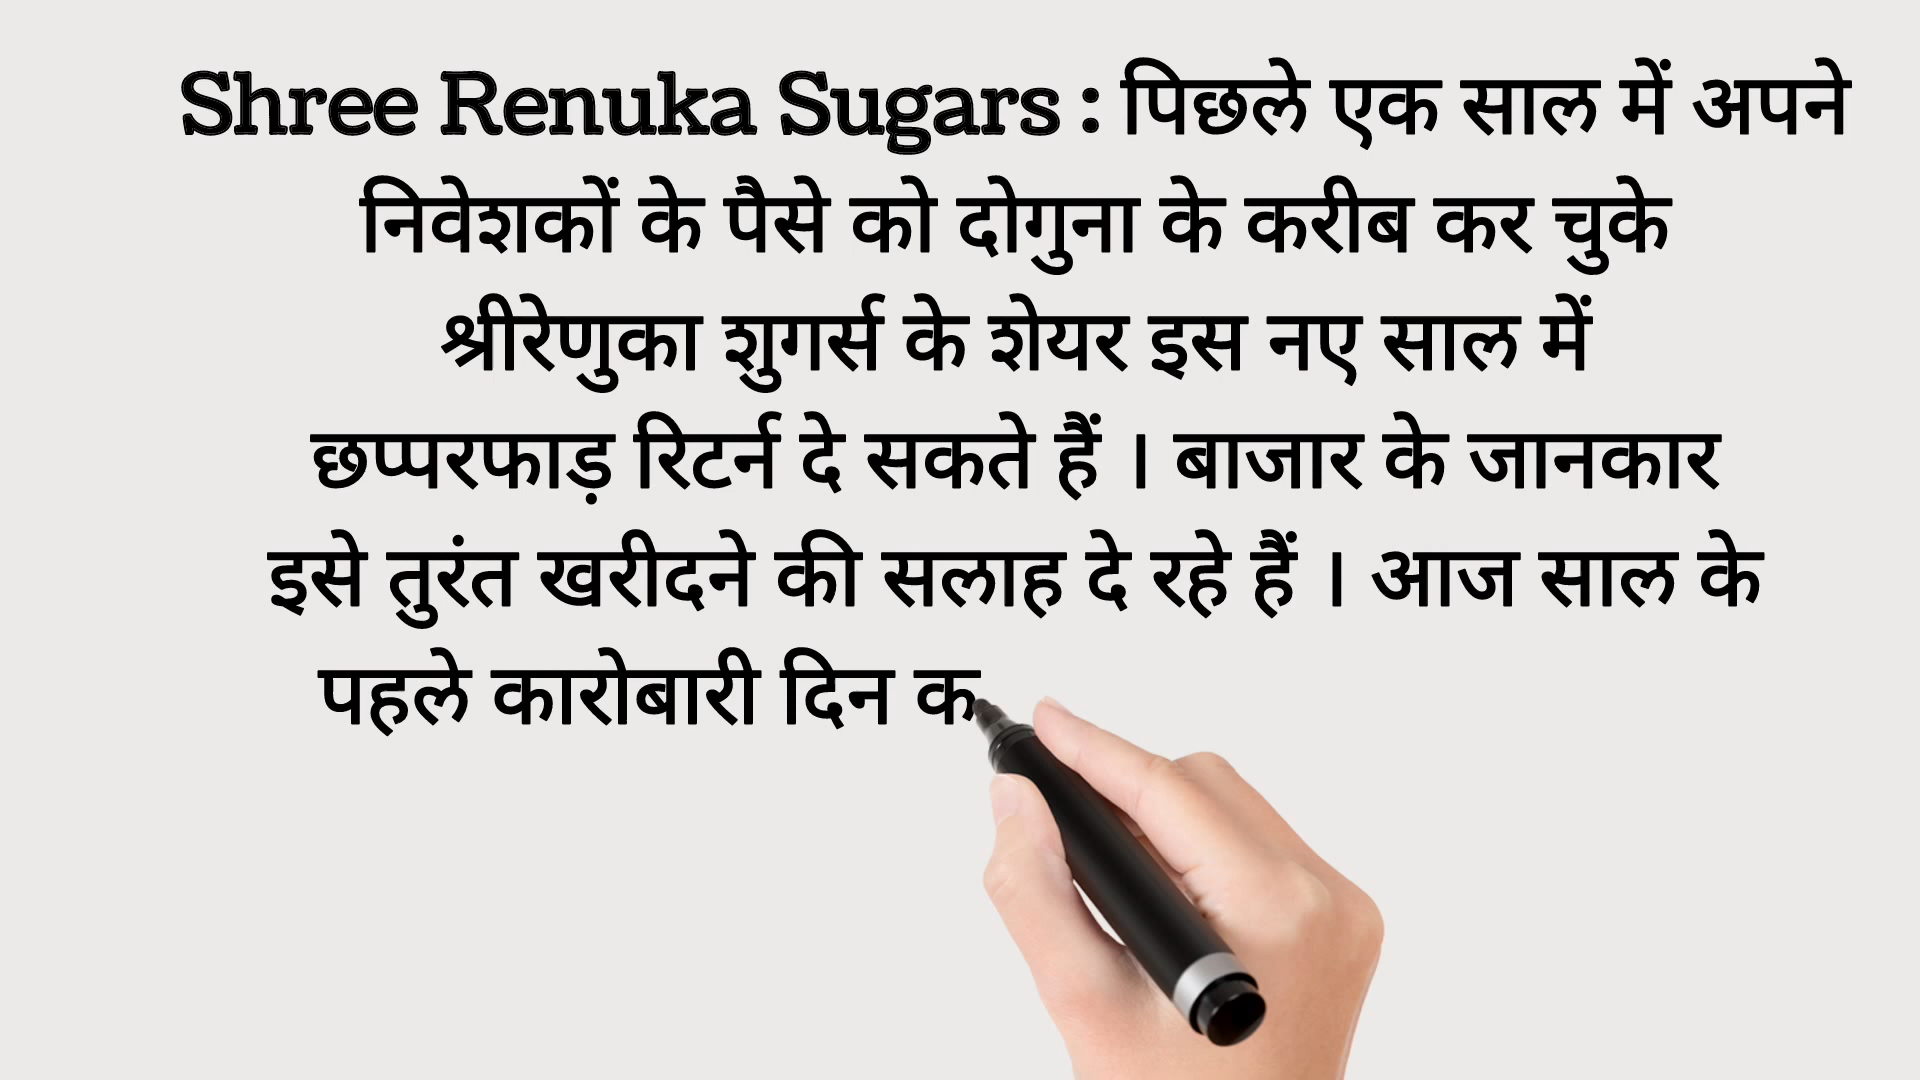 Shree Renuka Sugars : पिछले एक साल में अपने
निवेशकों के पैसे को दोगुना के करीब कर चुके
श्रीरेणुका शुगर्स के शेयर इस नए साल में
छप्परफाड़ रिटर्न दे सकते हैं । बाजार के जानकार
इसे तुरंत खरीदने की सलाह दे रहे हैं । आज साल के
पहले कारोबारी दिन क